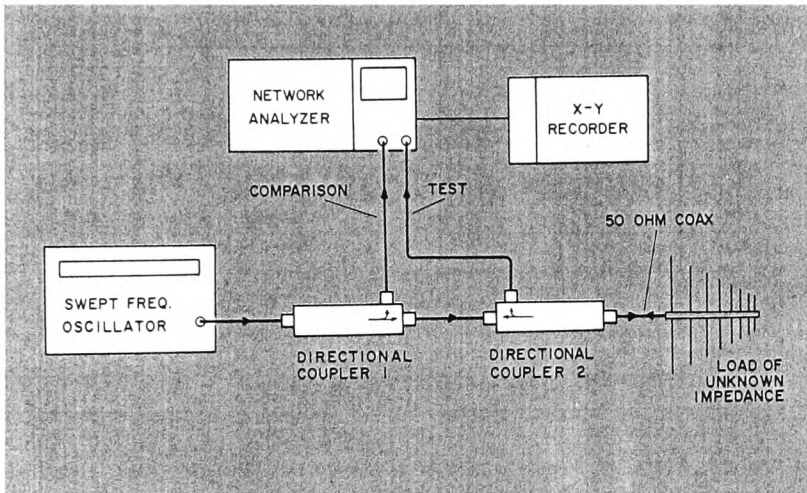 NETWORK
ANALYZER
X-Y
RECORDER
COMPARISON
TEST
50 OHM COAX
SWEPT FREQ.
OSCILLATOR
DIRECTIONAL
COUPLER 1
DIRECTIONAL
COUPLER 2
LOAD OF
UNKNOWN
IMPEDANCE